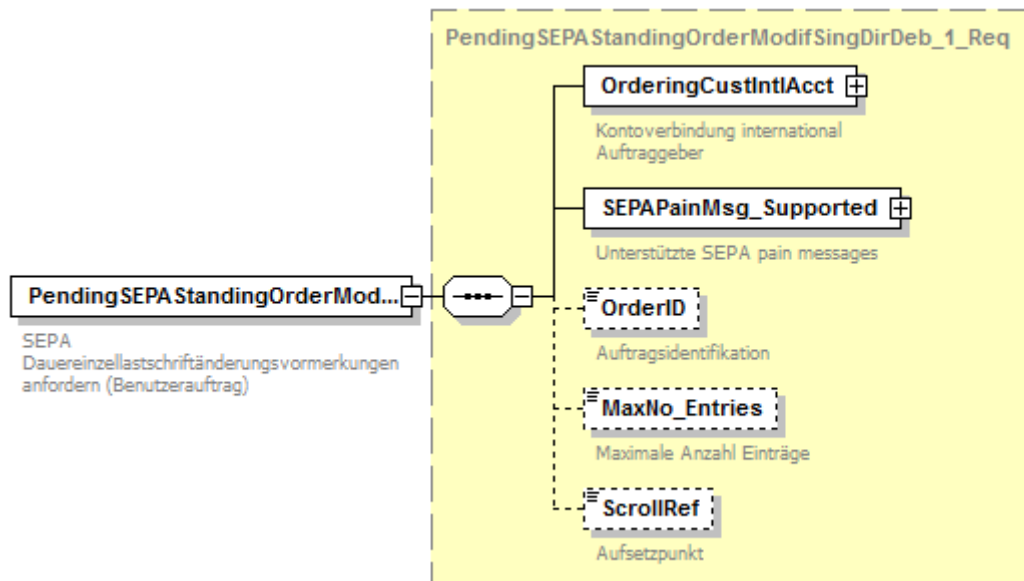 PendingSEPAStandingOrderModifSingDirDeb_1_Req
OrderingCustIntlAcct
Kontoverbindung international
Auftraggeber
SEPAPainMsg_Supported
Unterstützte SEPA pain messages
PendingSEPAStandingOrderMod...
SEPA
Dauereinzellastschriftänderungsvormerkungen
anfordern (Benutzerauftrag)
OrderID
Auftragsidentifikation
MaxNo_Entries
Maximale Anzahl Einträge
ScrollRef
Aufsetzpunkt